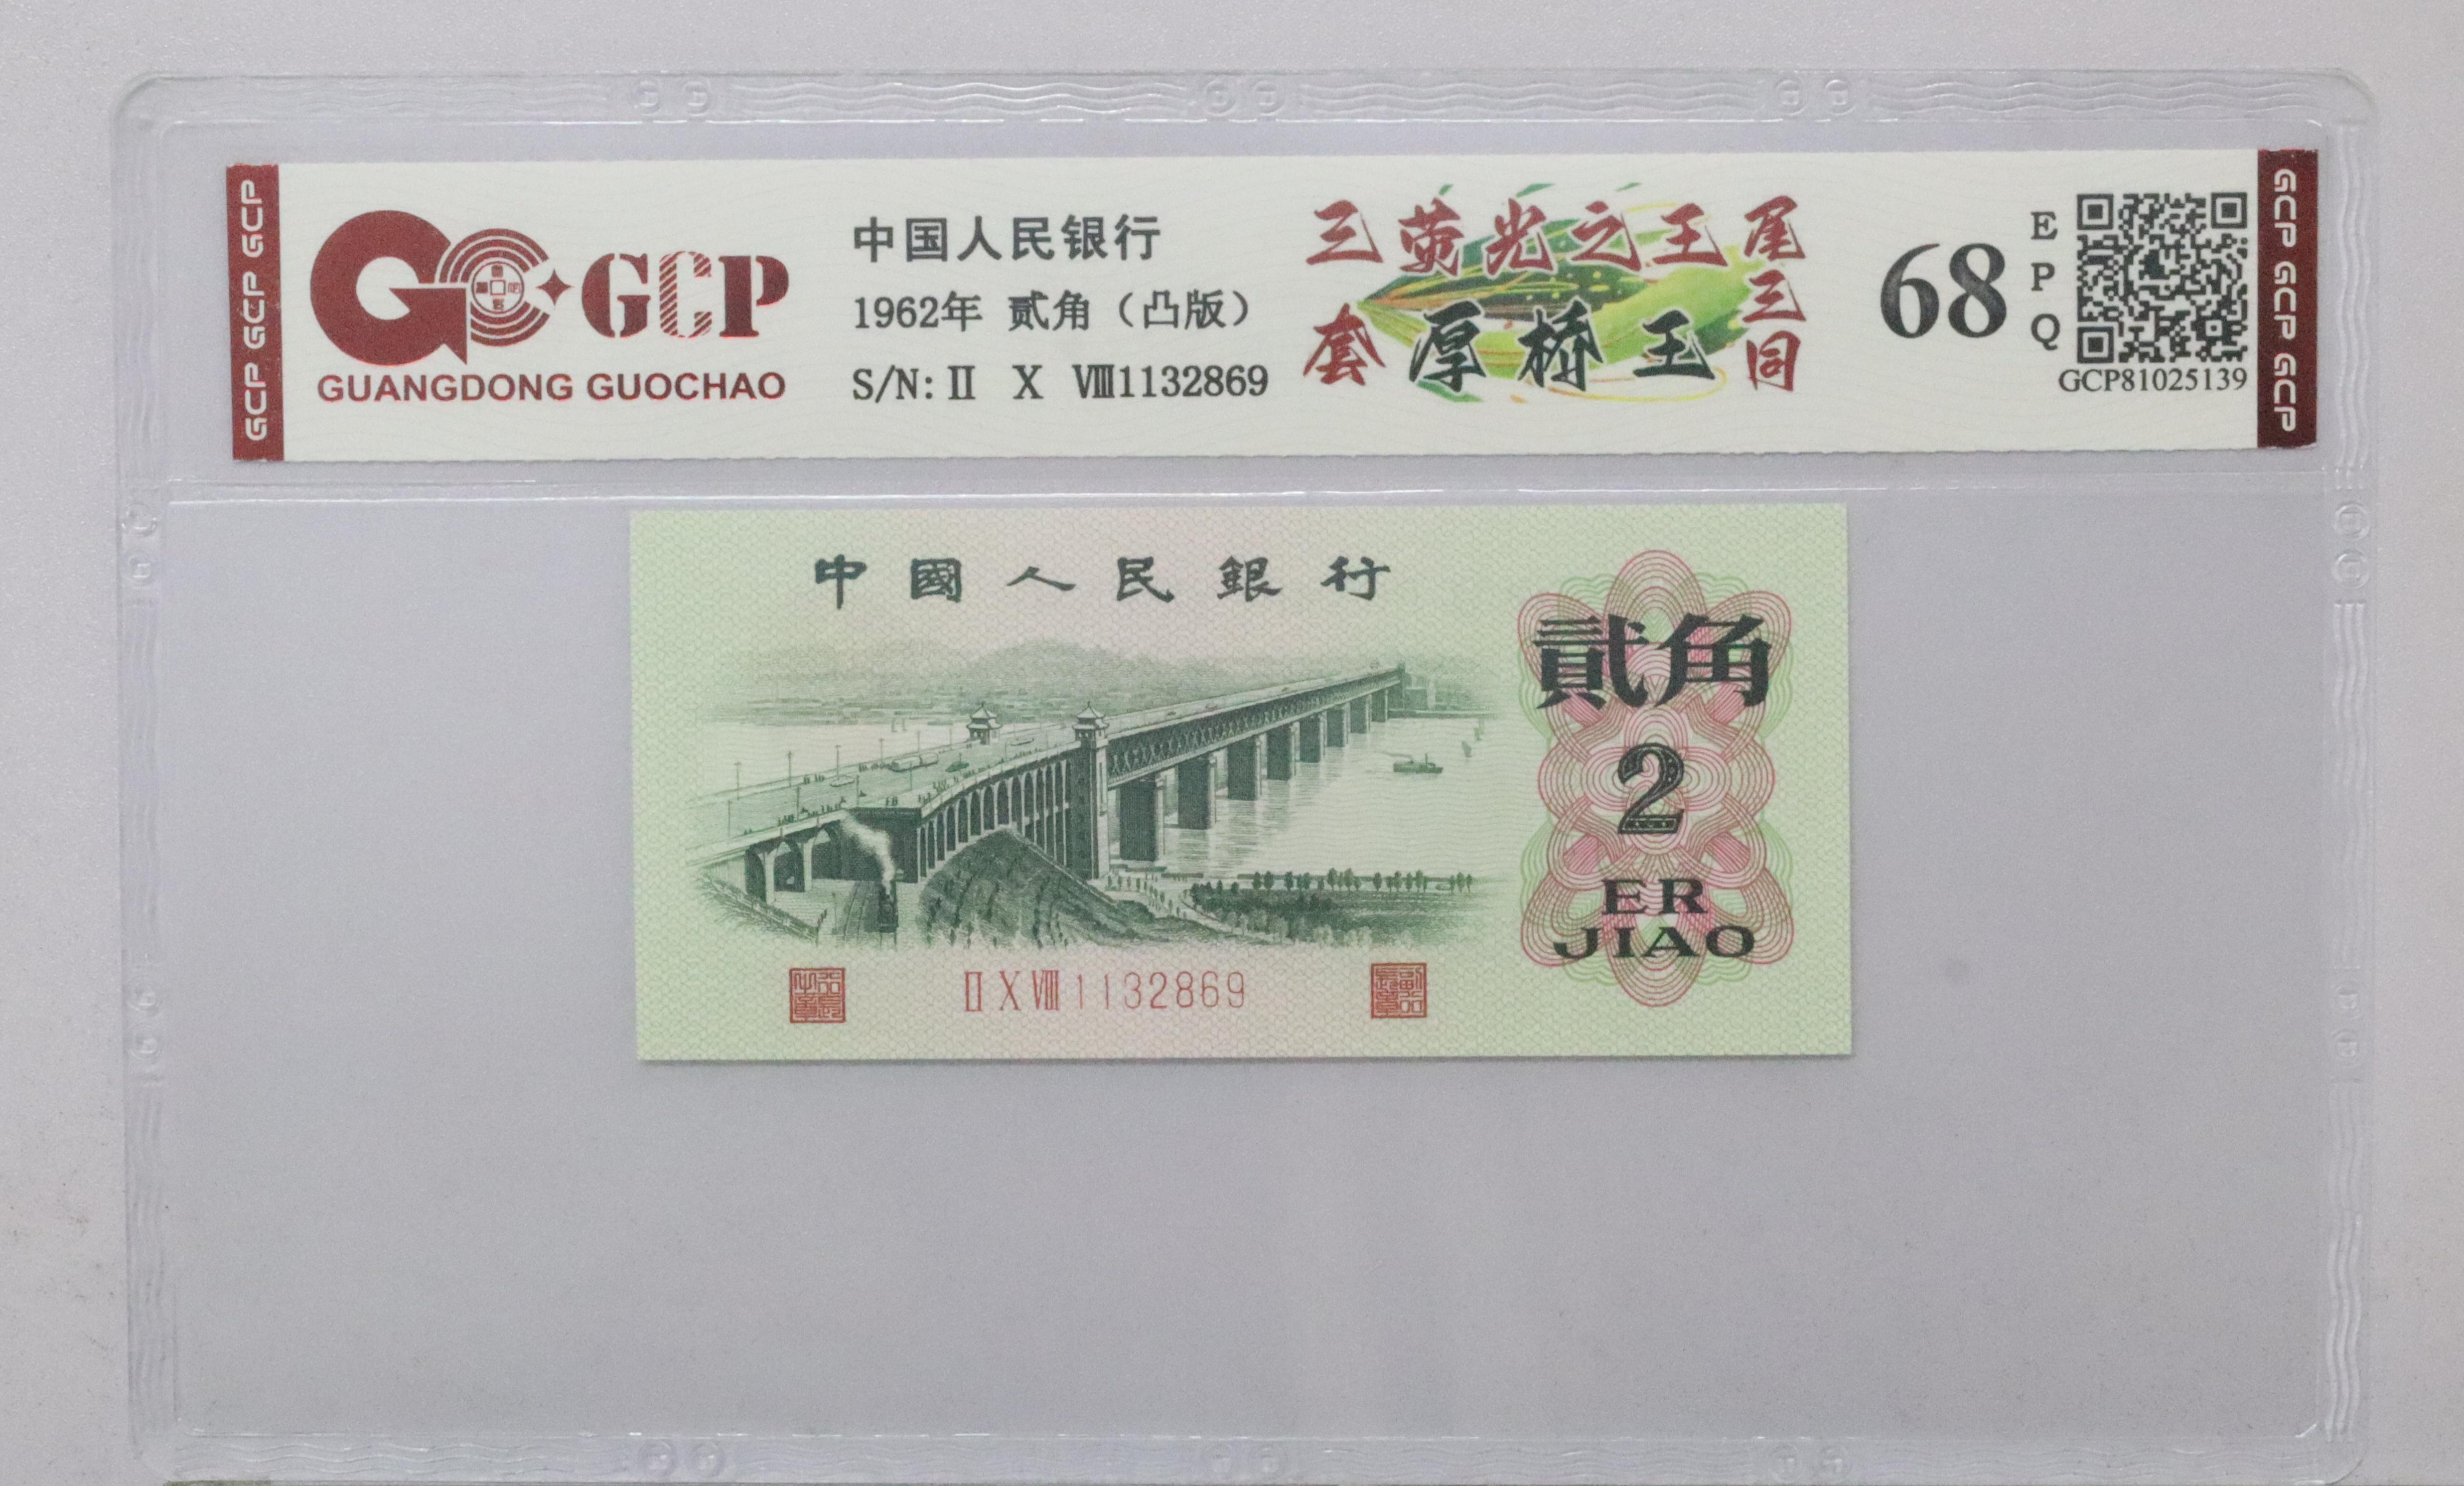 GCP GCP GCP
GCP
GUANGDONG GUOCHAO
中国人民银行
1962年 贰角（凸版）
S/N: Ⅱ X Ⅷ1132869
三荧光之王尾三同
套厚桥王
68
EPQ
GCP81025139
GCP GCP GCP
中國人民銀行
貳角
2
ER
JIAO
Ⅱ X Ⅷ 1132869